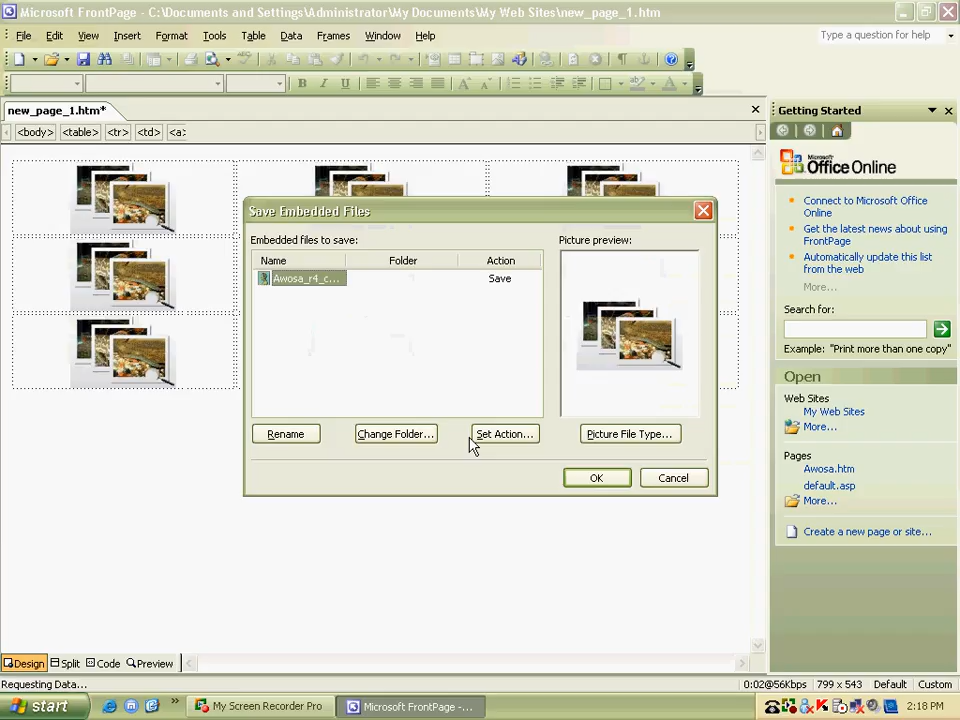 Microsoft FrontPage - C:\Documents and Settings\Administrator\My Documents\My Web Sites\new_page_1.htm
File Edit View Insert Format Tools Table Data Frames Window Help
Type a question for help
B I U
new_page_1.htm*
<body> <table> <tr> <td> <a>
Getting Started
Microsoft
Office Online
Connect to Microsoft Office
Online
Get the latest news about using
FrontPage
Automatically update this list
from the web
More...
Search for:
Example: "Print more than one copy"
Open
Web Sites
My Web Sites
More...
Pages
Awosa.htm
default.asp
More...
Create a new page or site...
Save Embedded Files
Embedded files to save:
Picture preview:
Name Folder Action
Awosa_r4_c... Save
Rename Change Folder... Set Action... Picture File Type...
OK Cancel
Design Split Code Preview
Requesting Data...
0:02@56Kbps 799 x 543 Default Custom
start
My Screen Recorder Pro
Microsoft FrontPage -...
2:18 PM